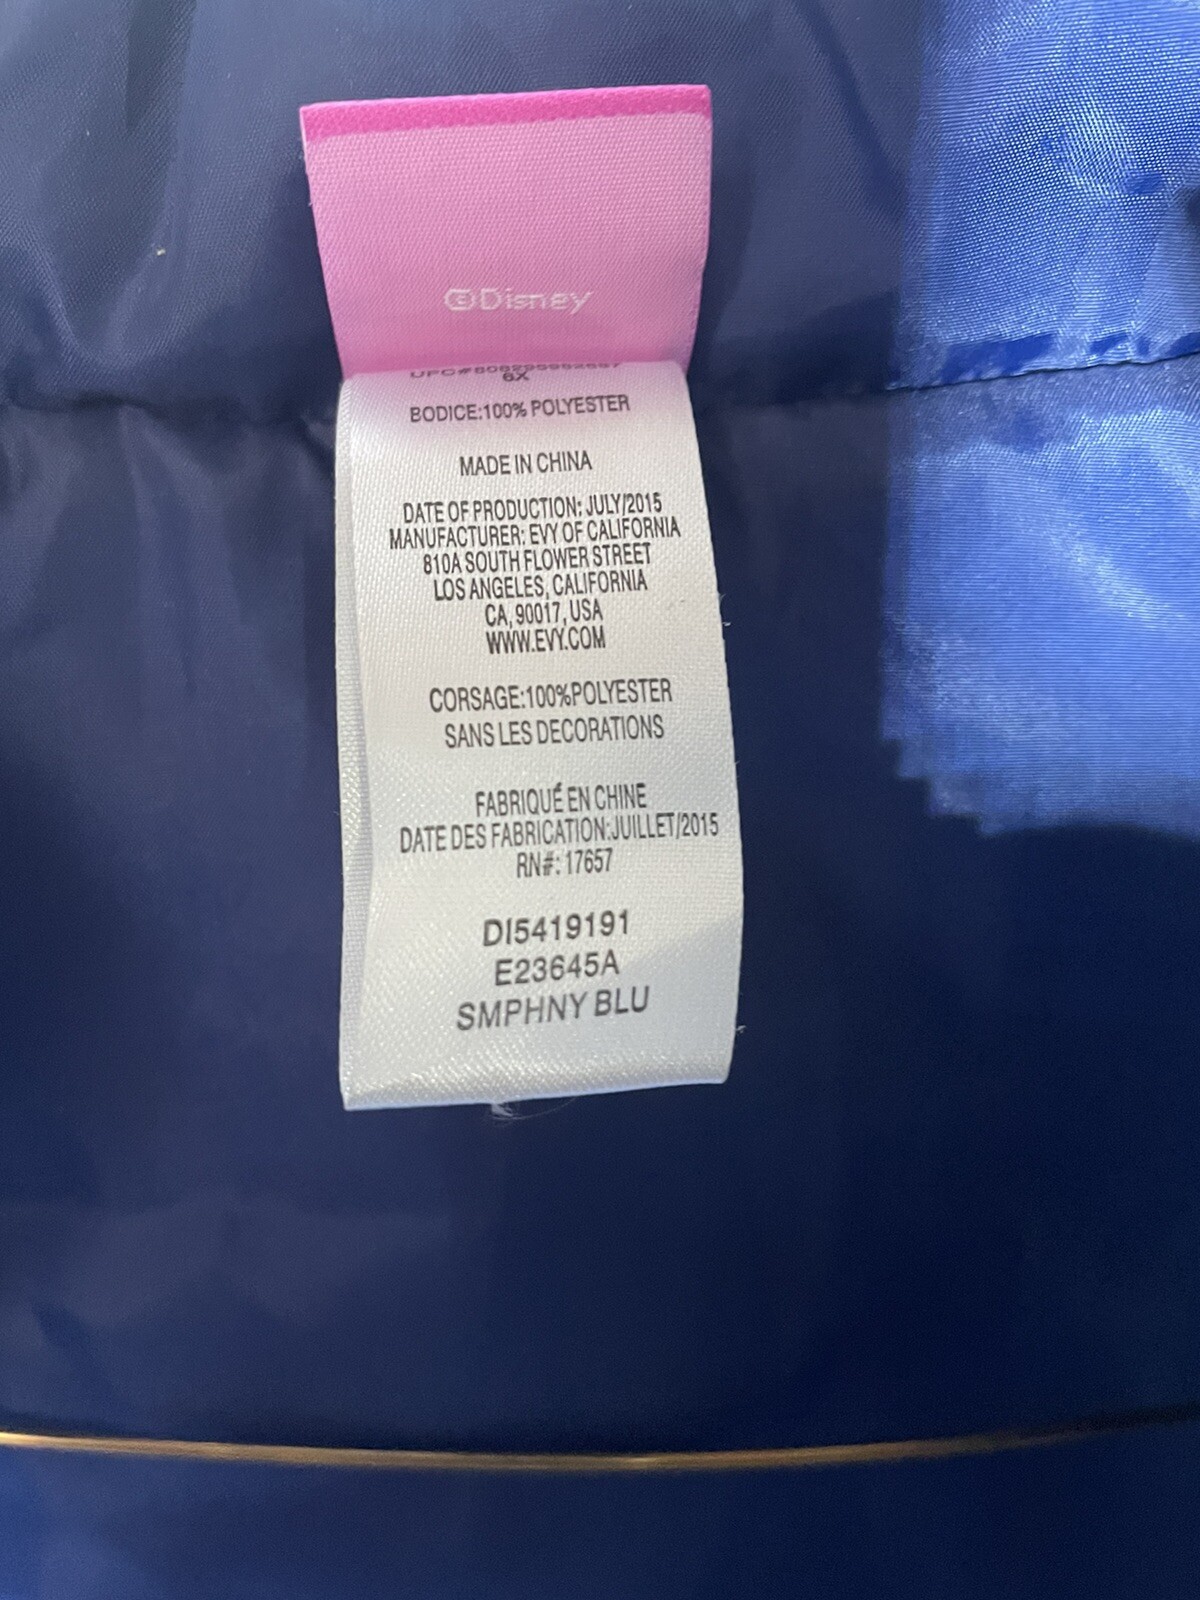 ©Disney
6X
BODICE:100% POLYESTER
MADE IN CHINA
DATE OF PRODUCTION: JULY/2015
MANUFACTURER: EVY OF CALIFORNIA
810A SOUTH FLOWER STREET
LOS ANGELES, CALIFORNIA
CA, 90017, USA
WWW.EVY.COM
CORSAGE:100%POLYESTER
SANS LES DECORATIONS
FABRIQUÉ EN CHINE
DATE DES FABRICATION:JUILLET/2015
RN#: 17657
DI5419191
E23645A
SMPHNY BLU